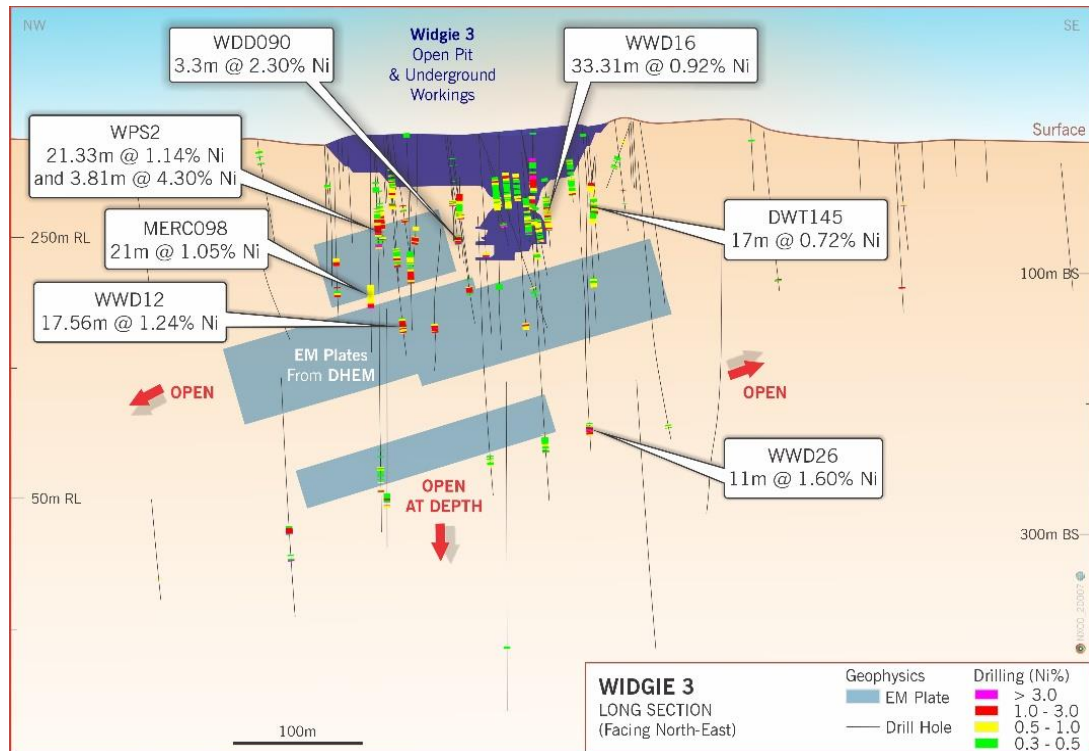 NW
SE
WDD090
3.3m @ 2.30% Ni
Widgie 3
Open Pit
& Underground
Workings
WWD16
33.31m @ 0.92% Ni
Surface
WPS2
21.33m @ 1.14% Ni
and 3.81m @ 4.30% Ni
250m RL
MERC098
21m @ 1.05% Ni
DWT145
17m @ 0.72% Ni
100m BS
WWD12
17.56m @ 1.24% Ni
EM Plates
From DHEM
OPEN
OPEN
WWD26
11m @ 1.60% Ni
50m RL
OPEN
AT DEPTH
300m BS
WIDGIE 3
LONG SECTION
(Facing North-East)
100m
Geophysics
EM Plate
Drill Hole
Drilling (Ni%)
> 3.0
1.0 - 3.0
0.5 - 1.0
0.3 - 0.5